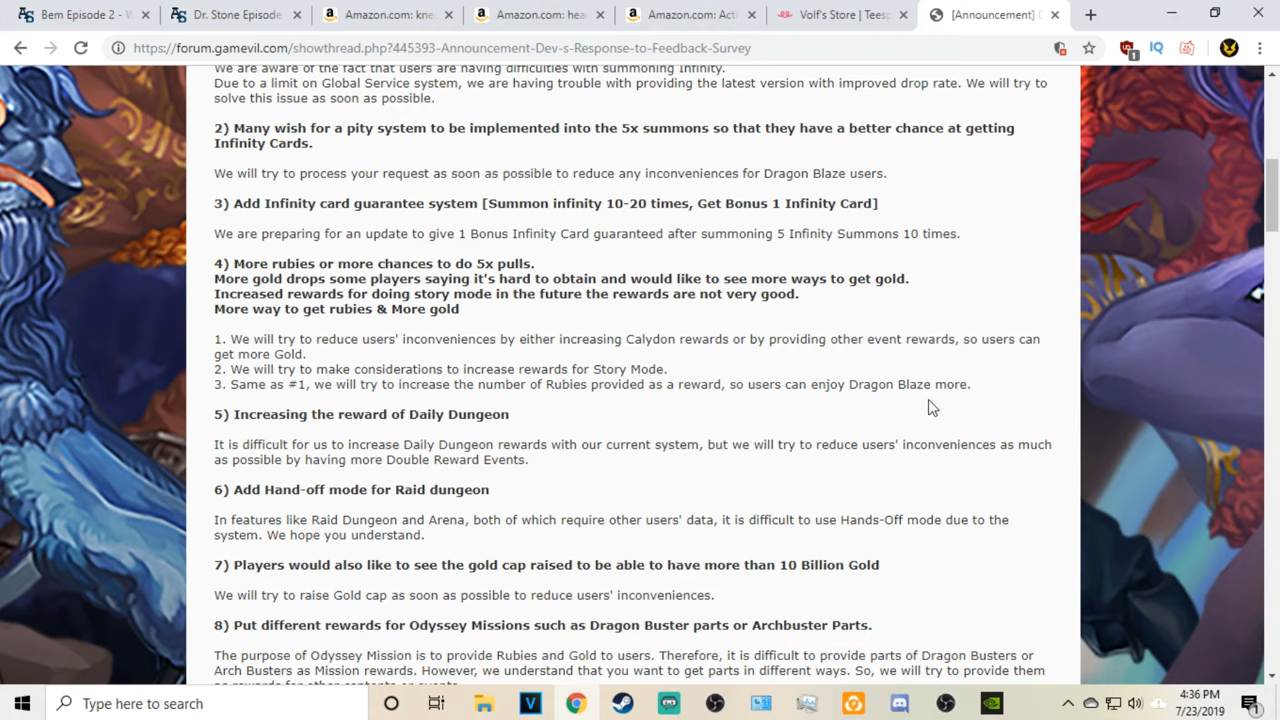 Bem Episode 2 - W
Dr. Stone Episode
Amazon.com: kne
Amazon.com: hea
Amazon.com: Acti
Volf's Store | Teesp
[Announcement] D
https://forum.gamevil.com/showthread.php?445393-Announcement-Dev-s-Response-to-Feedback-Survey
We are aware of the fact that users are having difficulties with summoning Infinity.
Due to a limit on Global Service system, we are having trouble with providing the latest version with improved drop rate. We will try to
solve this issue as soon as possible.
2) Many wish for a pity system to be implemented into the 5x summons so that they have a better chance at getting
Infinity Cards.
We will try to process your request as soon as possible to reduce any inconveniences for Dragon Blaze users.
3) Add Infinity card guarantee system [Summon infinity 10-20 times, Get Bonus 1 Infinity Card]
We are preparing for an update to give 1 Bonus Infinity Card guaranteed after summoning 5 Infinity Summons 10 times.
4) More rubies or more chances to do 5x pulls.
More gold drops some players saying it's hard to obtain and would like to see more ways to get gold.
Increased rewards for doing story mode in the future the rewards are not very good.
More way to get rubies & More gold
1. We will try to reduce users' inconveniences by either increasing Calydon rewards or by providing other event rewards, so users can
get more Gold.
2. We will try to make considerations to increase rewards for Story Mode.
3. Same as #1, we will try to increase the number of Rubies provided as a reward, so users can enjoy Dragon Blaze more.
5) Increasing the reward of Daily Dungeon
It is difficult for us to increase Daily Dungeon rewards with our current system, but we will try to reduce users' inconveniences as much
as possible by having more Double Reward Events.
6) Add Hand-off mode for Raid dungeon
In features like Raid Dungeon and Arena, both of which require other users' data, it is difficult to use Hands-Off mode due to the
system. We hope you understand.
7) Players would also like to see the gold cap raised to be able to have more than 10 Billion Gold
We will try to raise Gold cap as soon as possible to reduce users' inconveniences.
8) Put different rewards for Odyssey Missions such as Dragon Buster parts or Archbuster Parts.
The purpose of Odyssey Mission is to provide Rubies and Gold to users. Therefore, it is difficult to provide parts of Dragon Busters or
Arch Busters as Mission rewards. However, we understand that you want to get parts in different ways. So, we will try to provide them
Type here to search
4:36 PM
7/23/2019